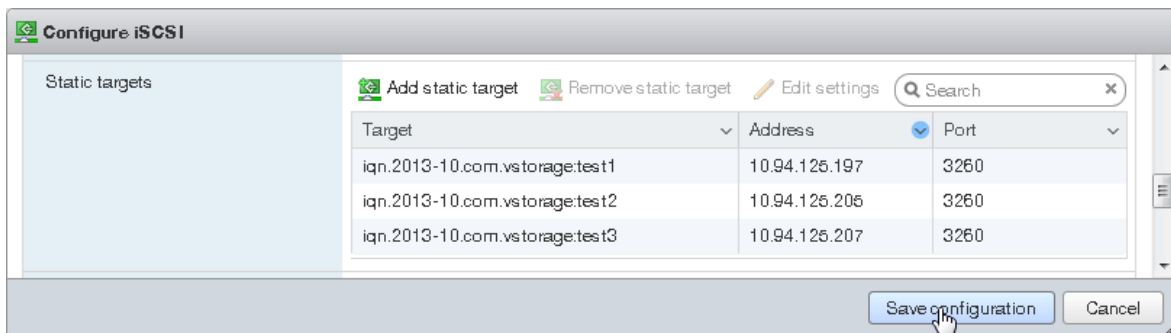 Configure iSCSI
Static targets
Add static target Remove static target Edit settings Search
Target Address Port
iqn.2013-10.com.vstorage:test1 10.94.125.197 3260
iqn.2013-10.com.vstorage:test2 10.94.125.205 3260
iqn.2013-10.com.vstorage:test3 10.94.125.207 3260
Save configuration Cancel